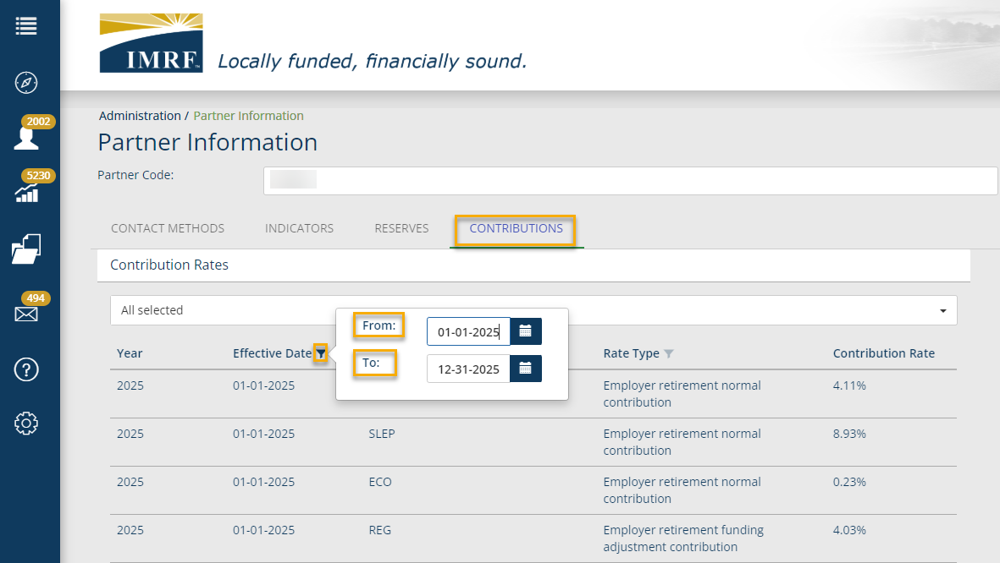 IMRF™
Locally funded, financially sound.
2002
5230
494
Administration / Partner Information
Partner Information
Partner Code:
CONTACT METHODS INDICATORS RESERVES CONTRIBUTIONS
Contribution Rates
All selected
From: 01-01-2025
To: 12-31-2025
Year Effective Date Rate Type Contribution Rate
2025 01-01-2025 Employer retirement normal 4.11%
contribution
2025 01-01-2025 SLEP Employer retirement normal 8.93%
contribution
2025 01-01-2025 ECO Employer retirement normal 0.23%
contribution
2025 01-01-2025 REG Employer retirement funding 4.03%
adjustment contribution